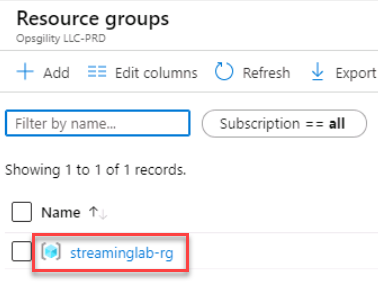 Resource groups
Opsgility LLC-PRD
+ Add Edit columns Refresh Export
Filter by name... Subscription == all
Showing 1 to 1 of 1 records.
Name ↑↓
streaminglab-rg